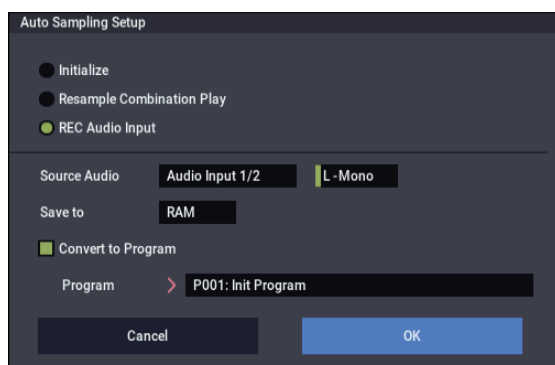 Auto Sampling Setup
Initialize
Resample Combination Play
REC Audio Input
Source Audio Audio Input 1/2 L-Mono
Save to RAM
Convert to Program
Program P001: Init Program
Cancel OK